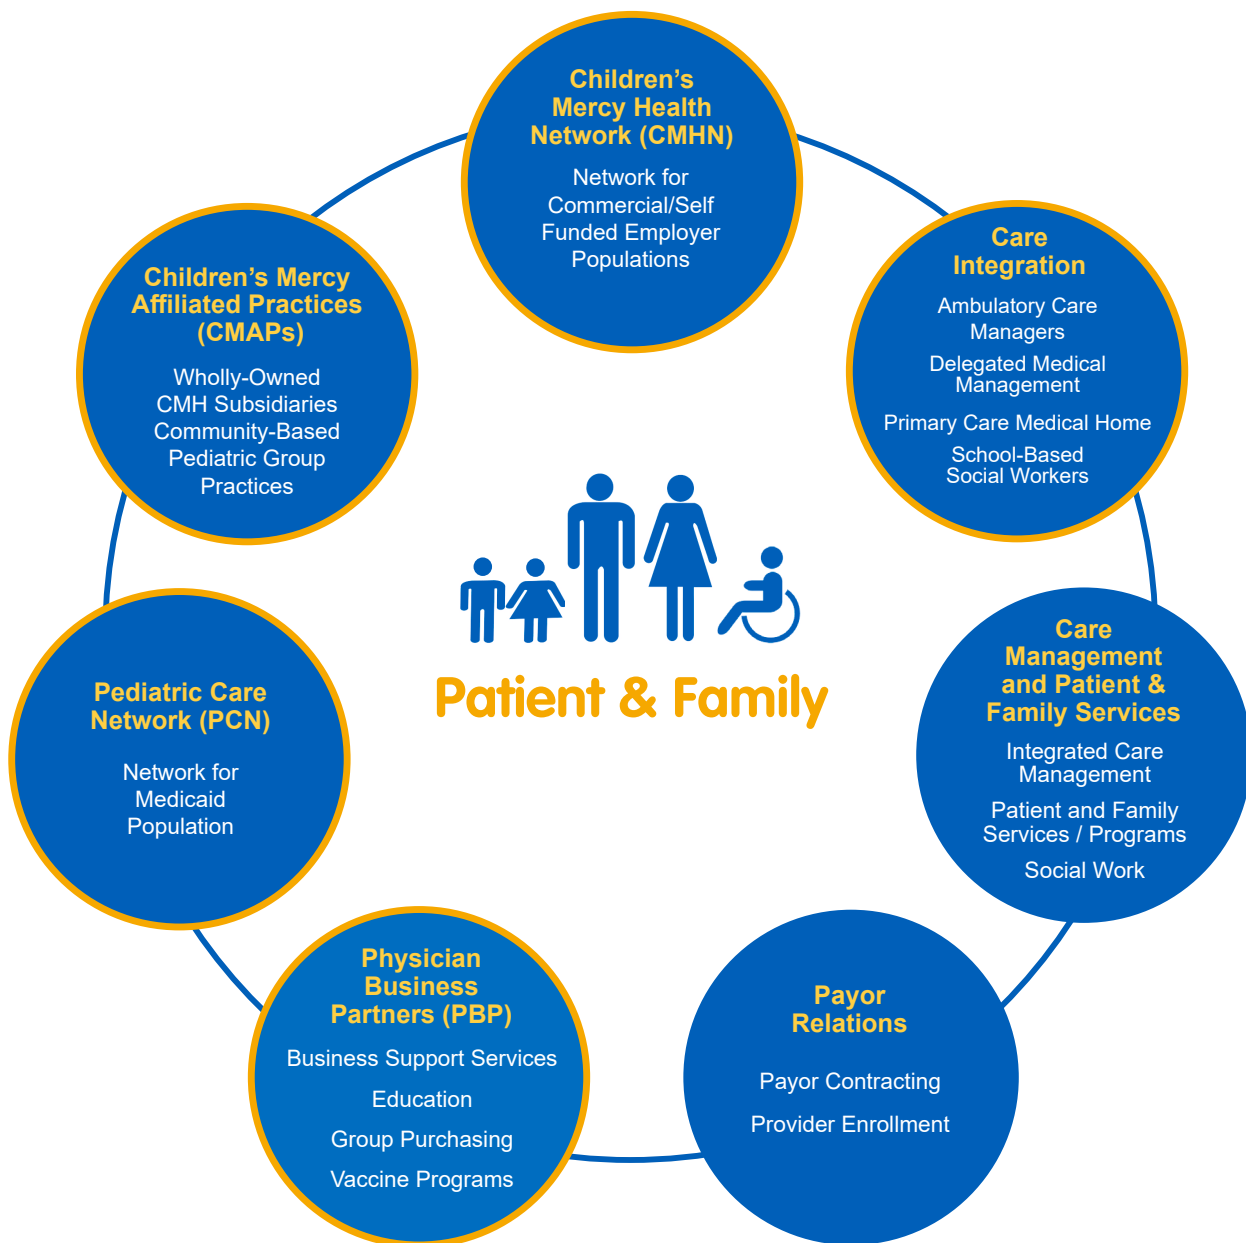 Children’s
Mercy Health
Network (CMHN)
Network for
Commercial/Self
Funded Employer
Populations
Care
Integration
Ambulatory Care
Managers
Delegated Medical
Management
Primary Care Medical Home
School-Based
Social Workers
Care
Management
and Patient &
Family Services
Integrated Care
Management
Patient and Family
Services / Programs
Social Work
Payor
Relations
Payor Contracting
Provider Enrollment
Physician
Business
Partners (PBP)
Business Support Services
Education
Group Purchasing
Vaccine Programs
Pediatric Care
Network (PCN)
Network for
Medicaid
Population
Children’s Mercy
Affiliated Practices
(CMAPs)
Wholly-Owned
CMH Subsidiaries
Community-Based
Pediatric Group
Practices
Patient & Family